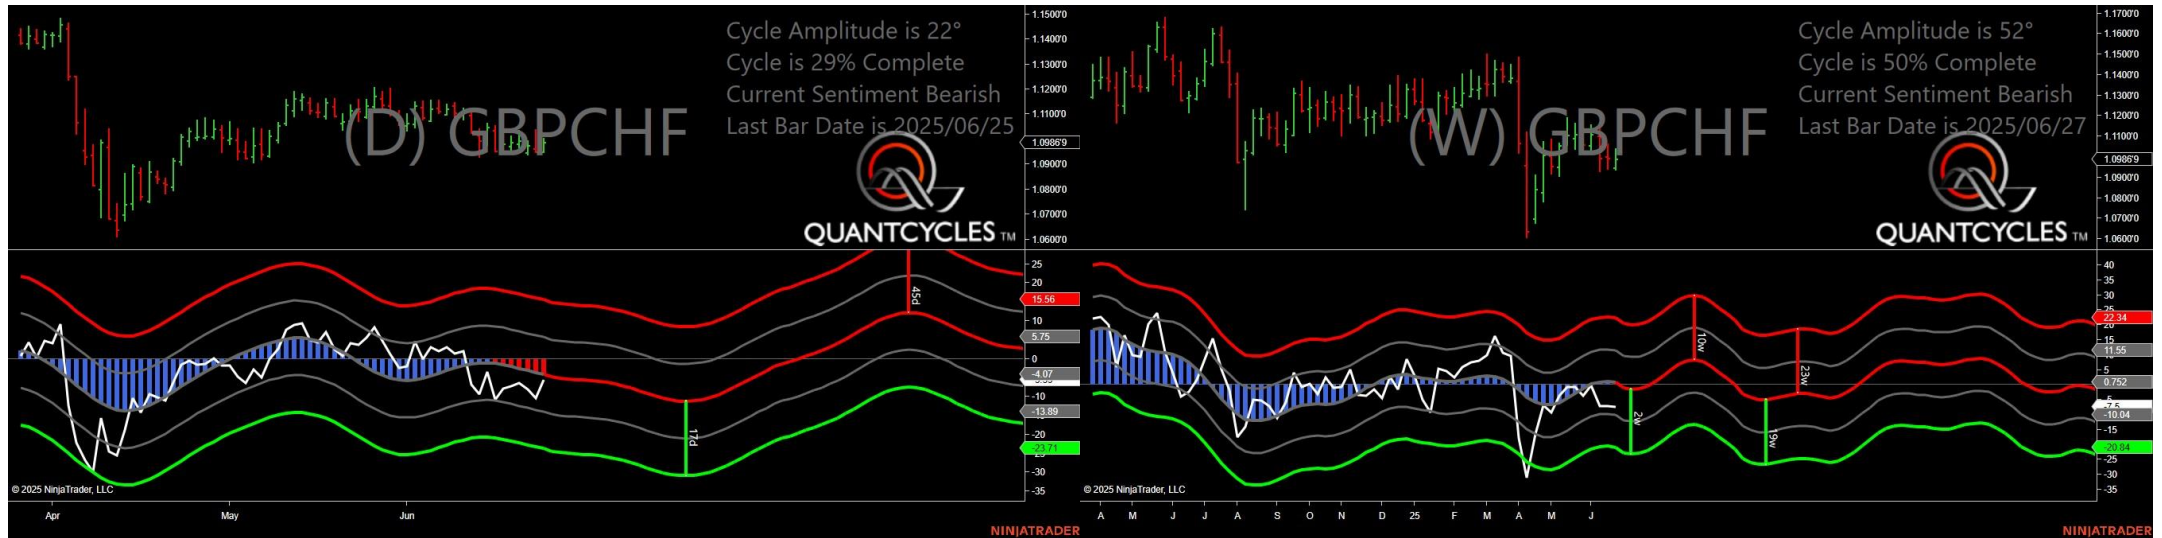 Cycle Amplitude is 22°
Cycle is 29% Complete
Current Sentiment Bearish
Last Bar Date is 2025/06/25
(D) GBPCHF
QUANTCYCLES TM
1.1500'0
1.1400'0
1.1300'0
1.1200'0
1.1100'0
1.0986'9
1.0900'0
1.0800'0
1.0700'0
1.0600'0
25
20
15.56
10
5.75
0
-4.07
-10
-13.89
-20
-23.71
-30
-35
45d
17d
© 2025 NinjaTrader, LLC
Apr May Jun
NINJATRADER
Cycle Amplitude is 52°
Cycle is 50% Complete
Current Sentiment Bearish
Last Bar Date is 2025/06/27
(W) GBPCHF
QUANTCYCLES TM
1.1700'0
1.1600'0
1.1500'0
1.1400'0
1.1300'0
1.1200'0
1.1100'0
1.0986'9
1.0900'0
1.0800'0
1.0700'0
1.0600'0
40
35
30
25
22.34
20
15
11.55
5
0.752
-7.5
-10.04
-15
-20.84
-25
-30
-35
10w
23w
2w
19w
© 2025 NinjaTrader, LLC
A M J J A S O N D 25 F M A M J
NINJATRADER